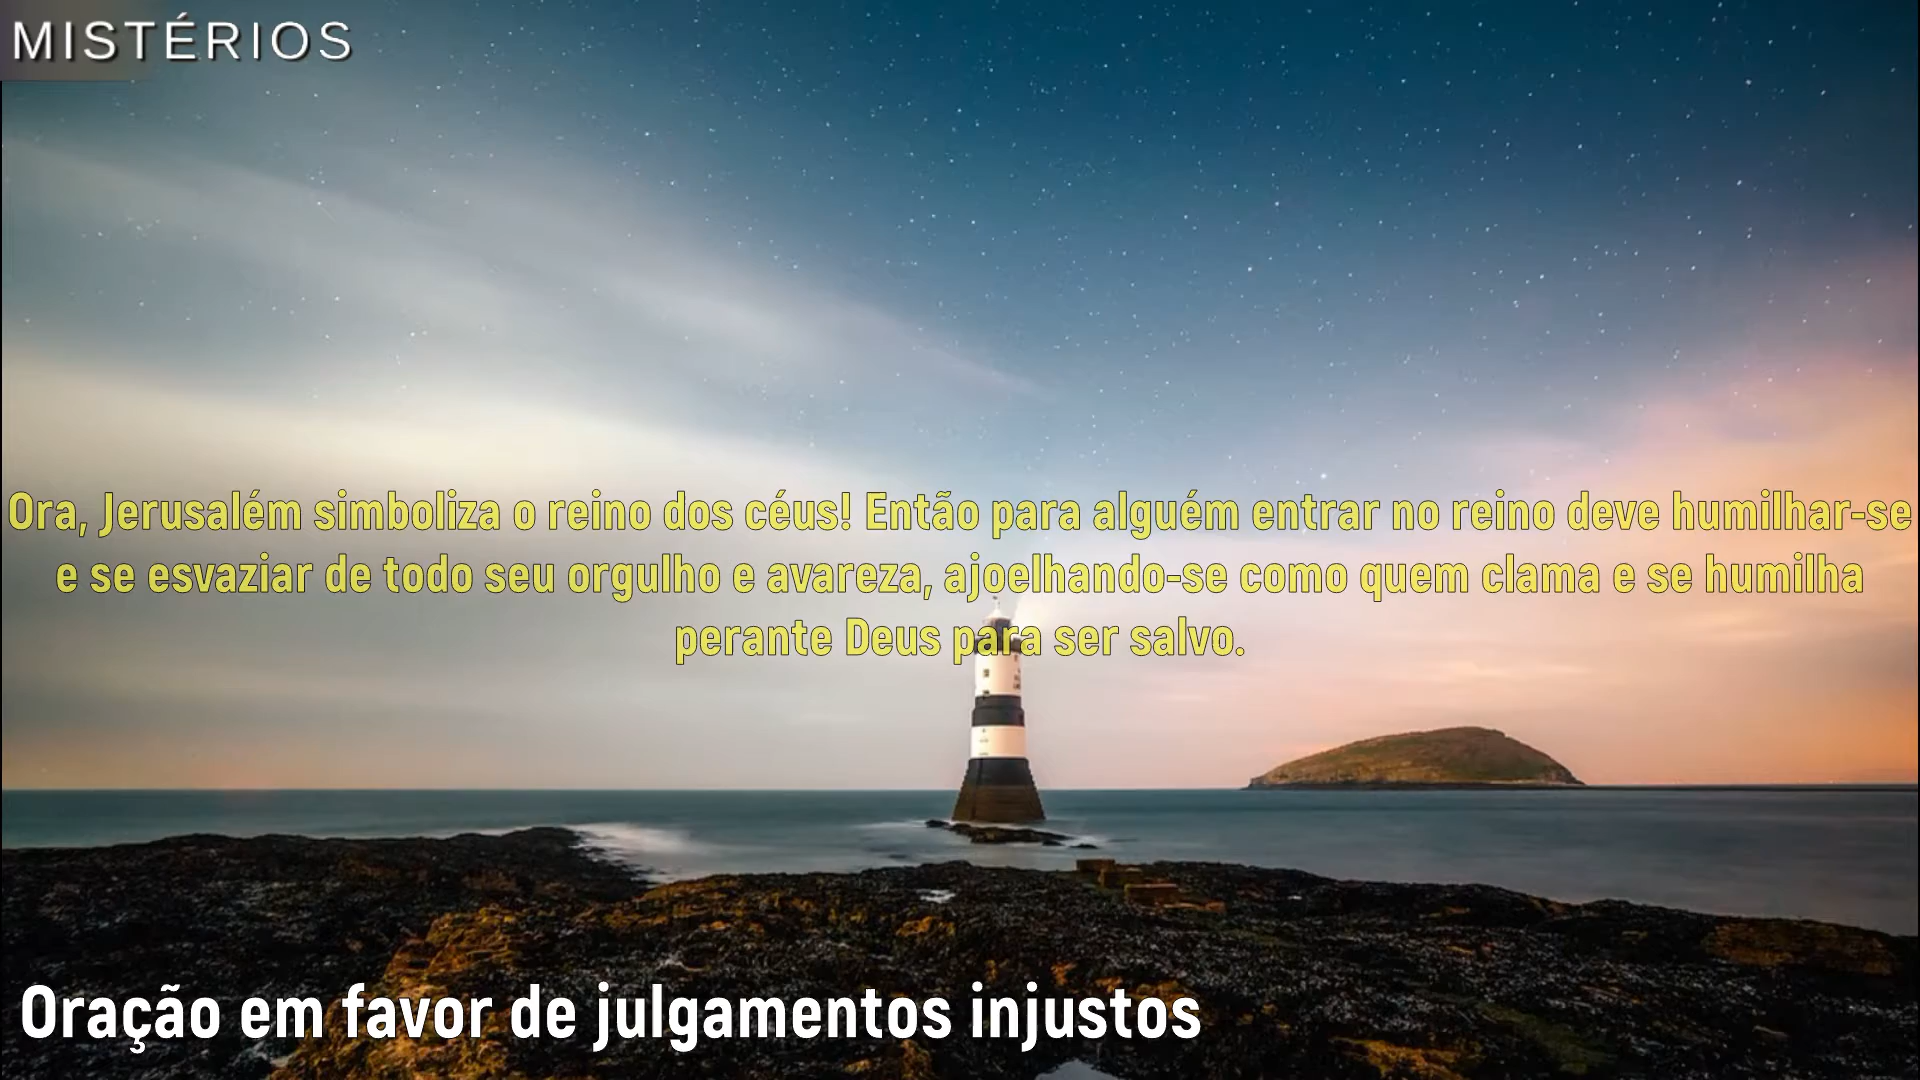 MISTÉRIOS
Ora, Jerusalém simboliza o reino dos céus! Então para alguém entrar no reino deve humilhar-se
e se esvaziar de todo seu orgulho e avareza, ajoelhando-se como quem clama e se humilha
perante Deus para ser salvo.
Oração em favor de julgamentos injustos